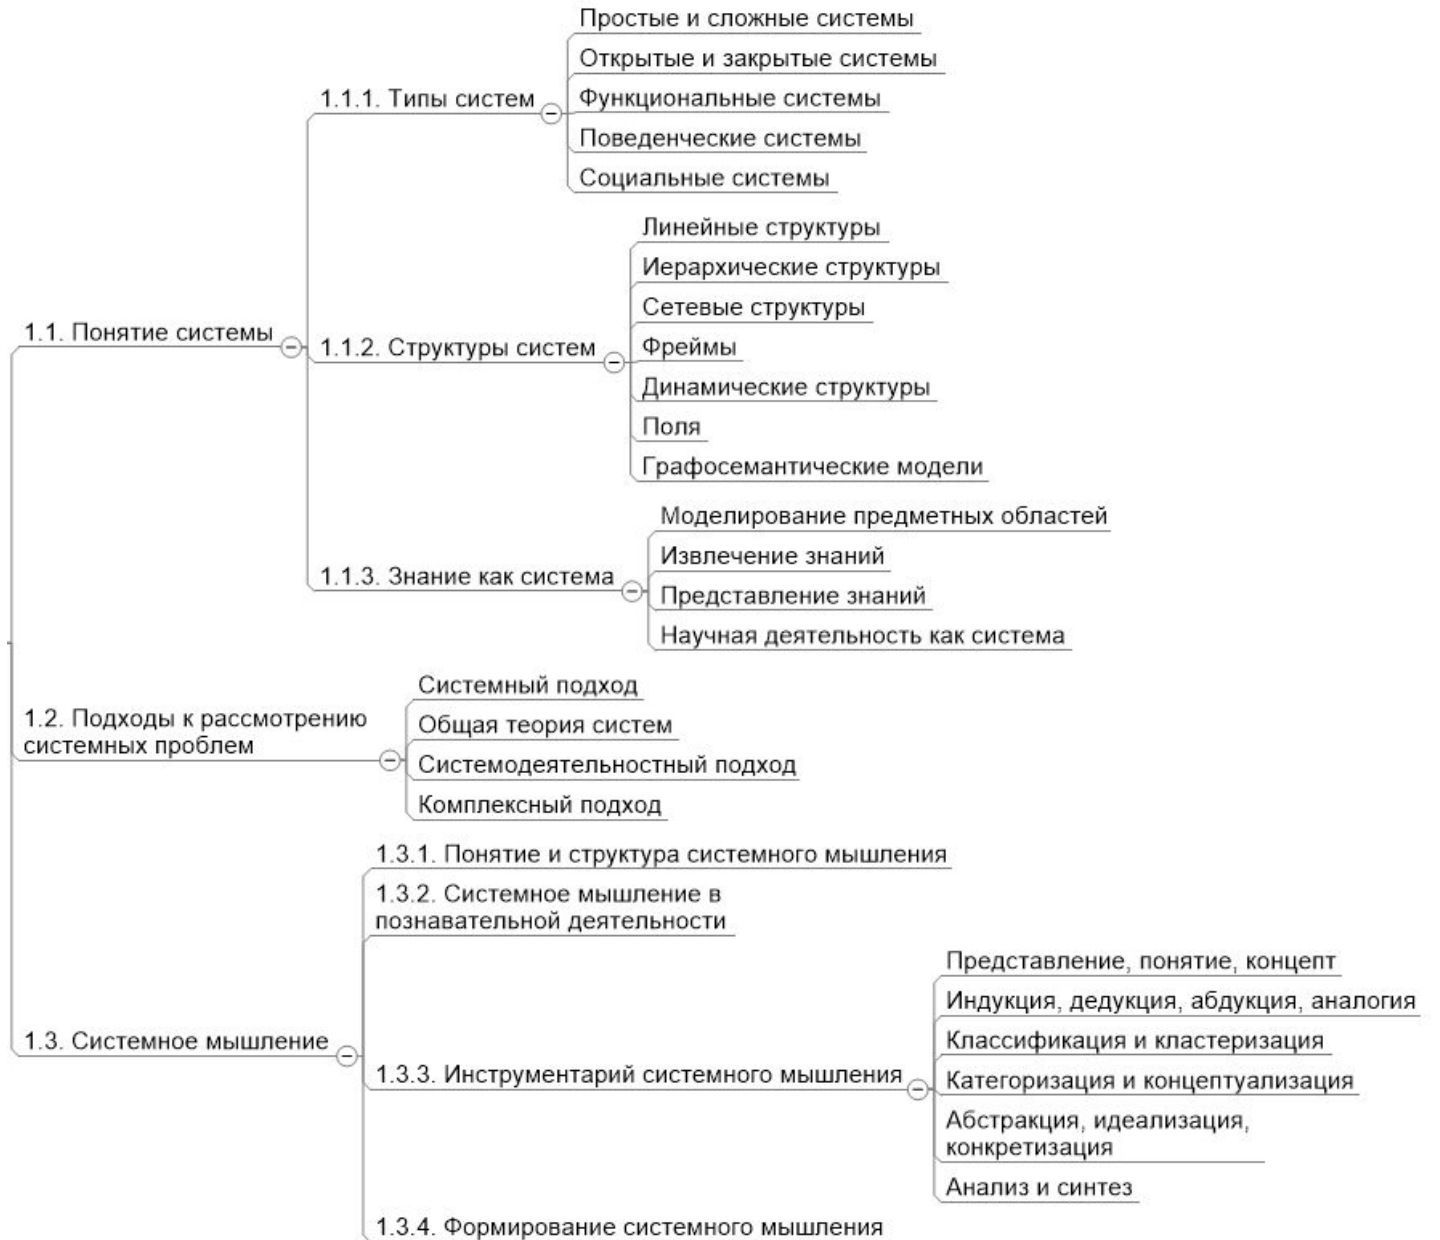 1.1. Понятие системы
1.1.1. Типы систем
Простые и сложные системы
Открытые и закрытые системы
Функциональные системы
Поведенческие системы
Социальные системы
1.1.2. Структуры систем
Линейные структуры
Иерархические структуры
Сетевые структуры
Фреймы
Динамические структуры
Поля
Графосемантические модели
1.1.3. Знание как система
Моделирование предметных областей
Извлечение знаний
Представление знаний
Научная деятельность как система
1.2. Подходы к рассмотрению
системных проблем
Системный подход
Общая теория систем
Системодеятельностный подход
Комплексный подход
1.3. Системное мышление
1.3.1. Понятие и структура системного мышления
1.3.2. Системное мышление в
познавательной деятельности
1.3.3. Инструментарий системного мышления
Представление, понятие, концепт
Индукция, дедукция, абдукция, аналогия
Классификация и кластеризация
Категоризация и концептуализация
Абстракция, идеализация,
конкретизация
Анализ и синтез
1.3.4. Формирование системного мышления